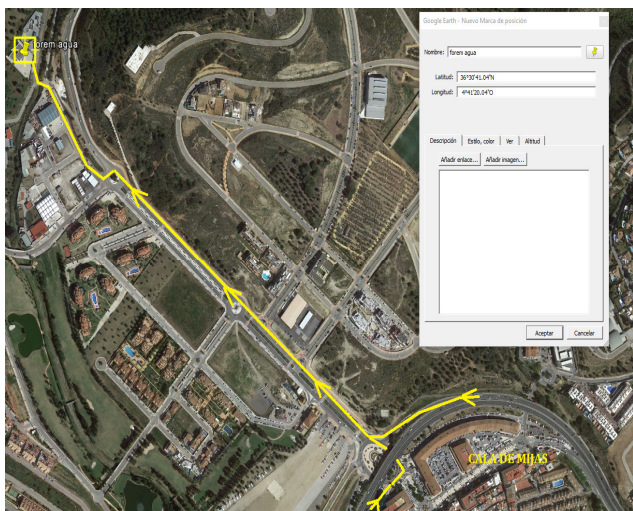 forem agua
Google Earth - Nuevo Marca de posición
Nombre: forem agua
Latitud: 36°30'41.04"N
Longitud: 4°41'20.04"O
Descripción Estilo, color Ver Altitud
Añadir enlace... Añadir imagen...
Aceptar Cancelar
CALA DE MIJAS